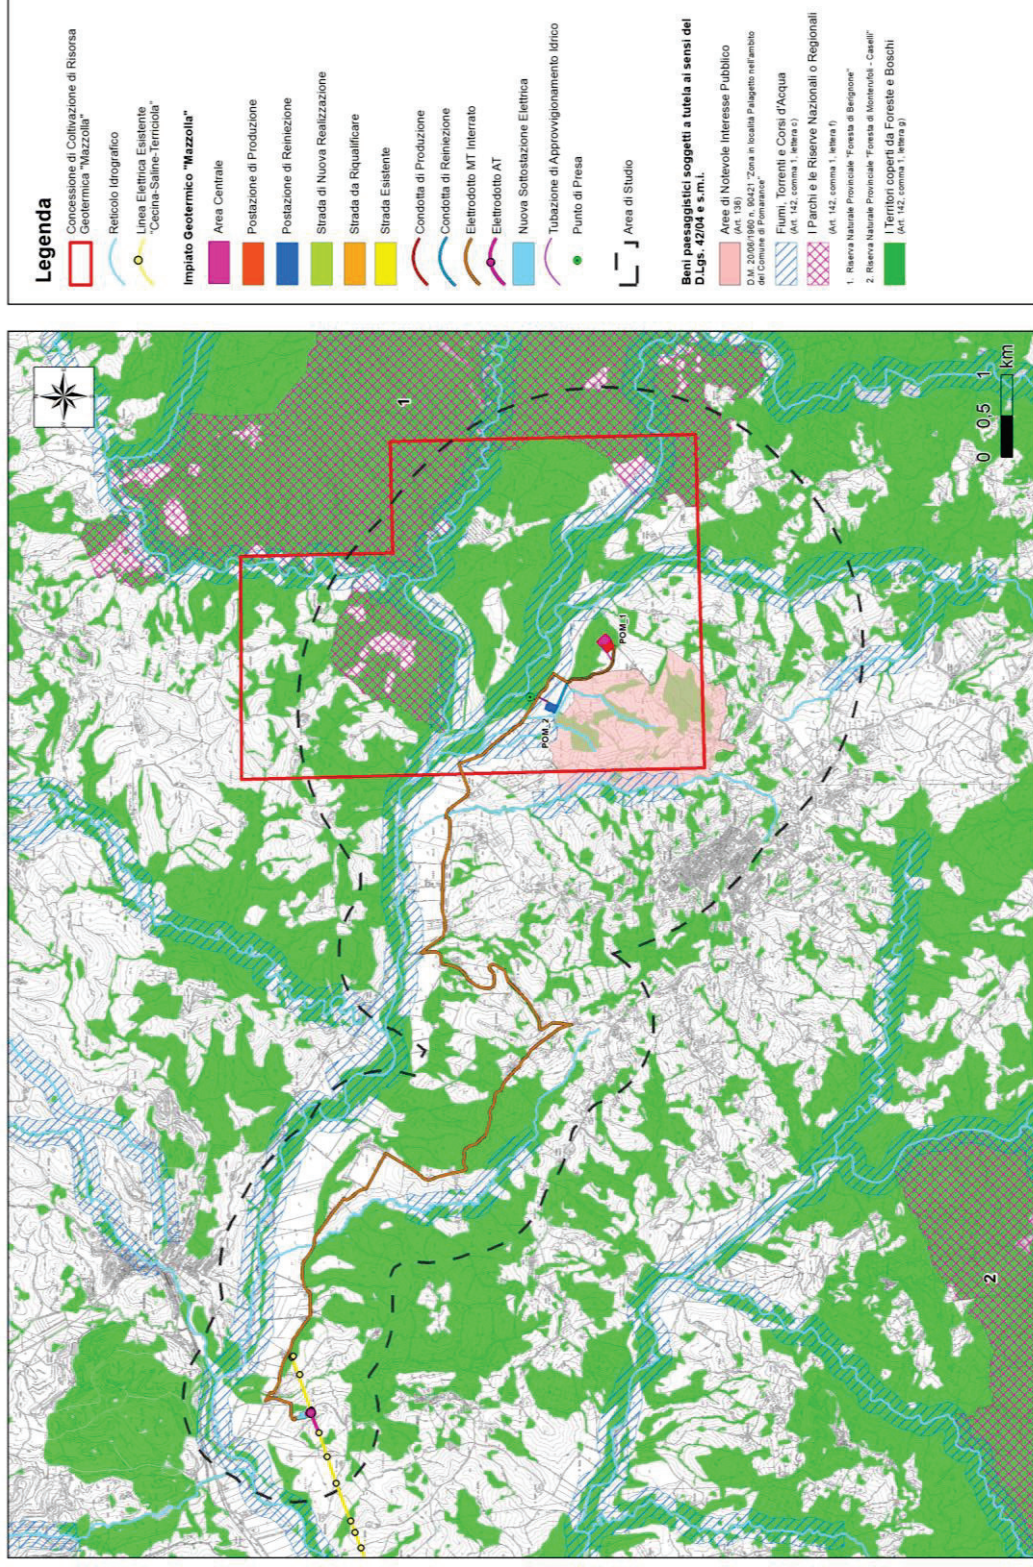 Legenda
Concessione di Coltivazione di Risorsa
Geotermica "Mazzolla"
Reticolo Idrografico
Linea Elettrica Esistente
"Cecina-Saline-Terriciola"
Impiato Geotermico "Mazzolla"
Area Centrale
Postazione di Produzione
Postazione di Reiniezione
Strada di Nuova Realizzazione
Strada da Riqualificare
Strada Esistente
Condotta di Produzione
Condotta di Reiniezione
Elettrodotto MT Interrato
Elettrodotto AT
Nuova Sottostazione Elettrica
Tubazione di Approvvigionamento Idrico
Punto di Presa
Area di Studio
Beni paesaggistici soggetti a tutela ai sensi del
D.Lgs. 42/04 e s.m.i.
Aree di Notevole Interesse Pubblico
(Art. 136)
D.M. 20/06/1960 n. 90421 "Zona in località Palagetto nell'ambito
del Comune di Pomarance"
Fiumi, Torrenti e Corsi d'Acqua
(Art. 142, comma 1, lettera c)
I Parchi e le Riserve Nazionali o Regionali
(Art. 142, comma 1, lettera f)
1. Riserva Naturale Provinciale "Foresta di Berignone"
2. Riserva Naturale Provinciale "Foresta di Monterufoli - Caselli"
I Territori coperti da Foreste e Boschi
(Art. 142, comma 1, lettera g)
1
POM_1
POM_2
2
0 0,5 1
km